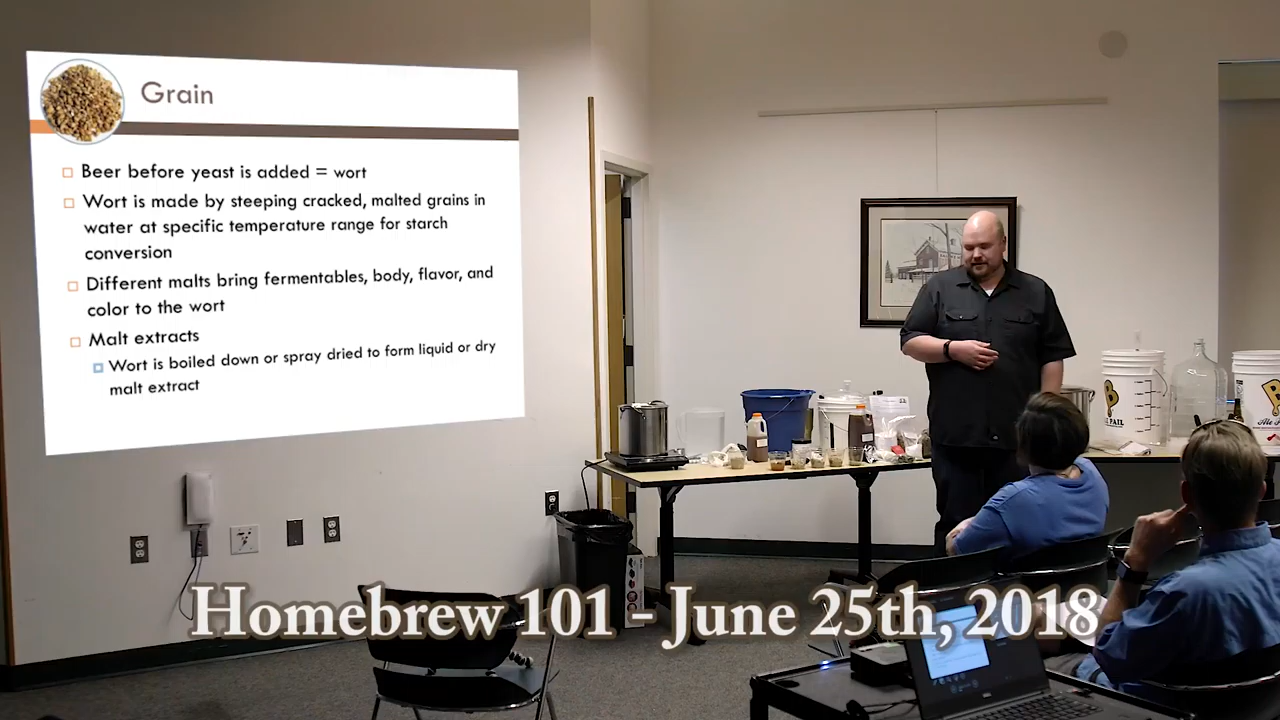 Grain
Beer before yeast is added = wort
Wort is made by steeping cracked, malted grains in
water at specific temperature range for starch
conversion
Different malts bring fermentables, body, flavor, and
color to the wort
Malt extracts
Wort is boiled down or spray dried to form liquid or dry
malt extract
Homebrew 101 - June 25th, 2018